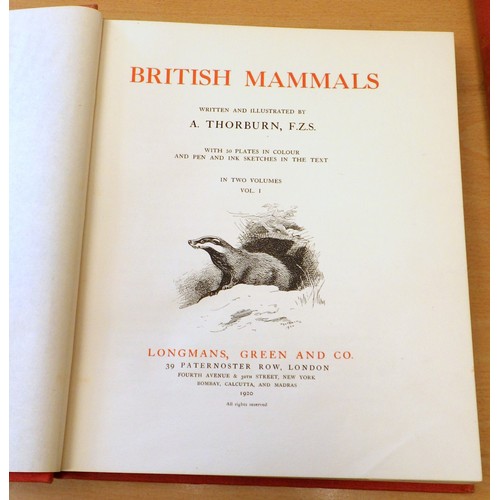 BRITISH MAMMALS
WRITTEN AND ILLUSTRATED BY
A. THORBURN, F.Z.S.
WITH 20 PLATES IN COLOUR
AND PEN AND INK SKETCHES IN THE TEXT
IN TWO VOLUMES
VOL. I
LONGMANS, GREEN AND CO.
39 PATERNOSTER ROW, LONDON
FOURTH AVENUE & 30TH STREET, NEW YORK
BOMBAY, CALCUTTA, AND MADRAS
1920
All rights reserved